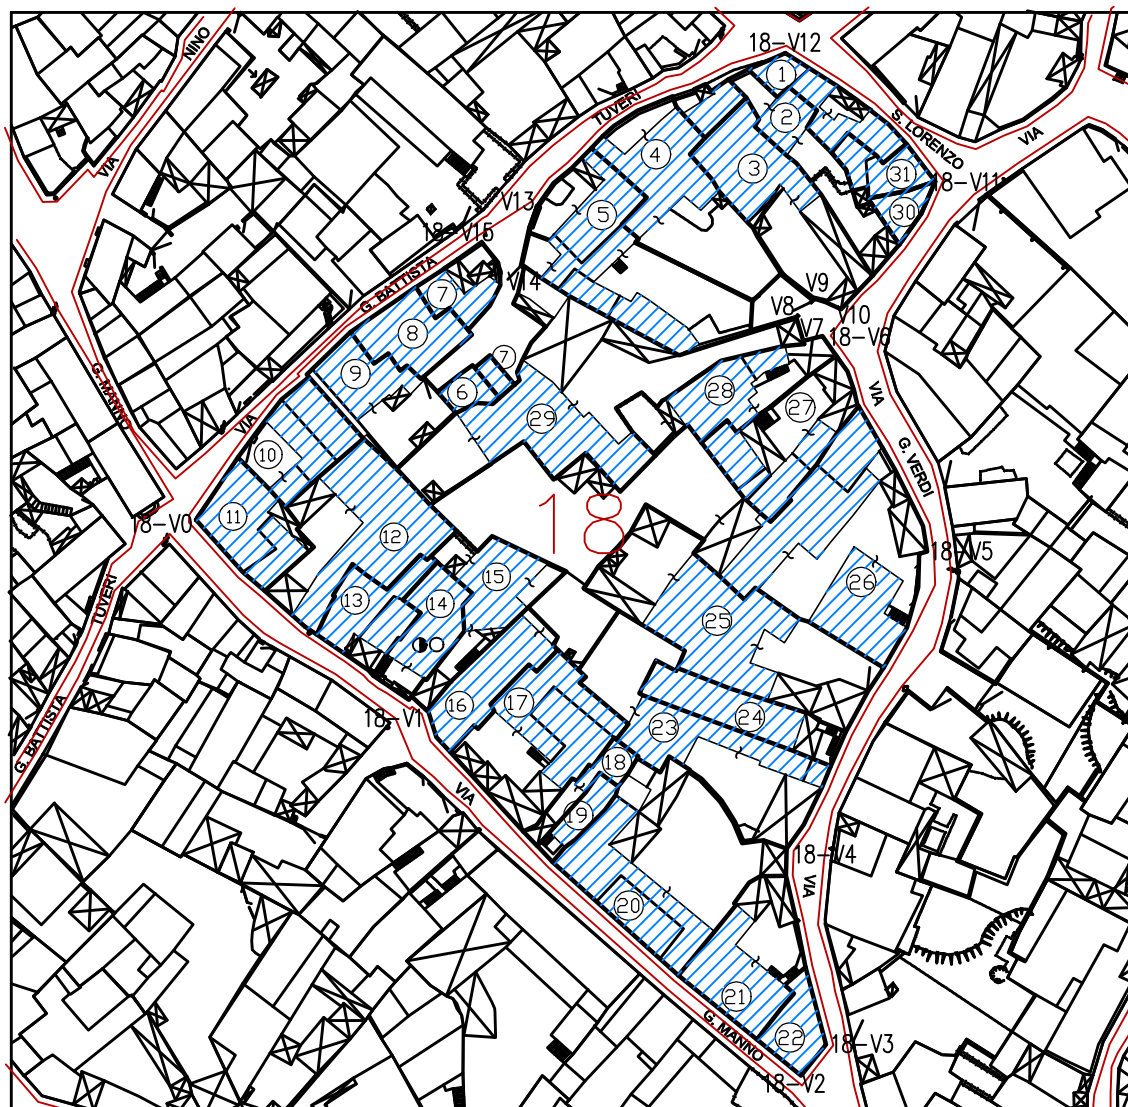 NINO
18-V12
1
TUVERI
2
S. LORENZO
VIA
4
3
VIA
31
8-V11
V13
5
30
18-V15
G. BATTISTA
7
V14
V9
V8
V10
8
V7
18-V6
7
9
6
28
G. MANNO
VIA
27
29
VIA
10
G. VERDI
18
11
8-V0
12
18-V5
15
TUVERI
13
14
26
25
16
17
24
18-V1
23
G. BATTISTA
18
VIA
19
18-V4
VIA
20
21
G. MANNO
22
18-V3
18-V2